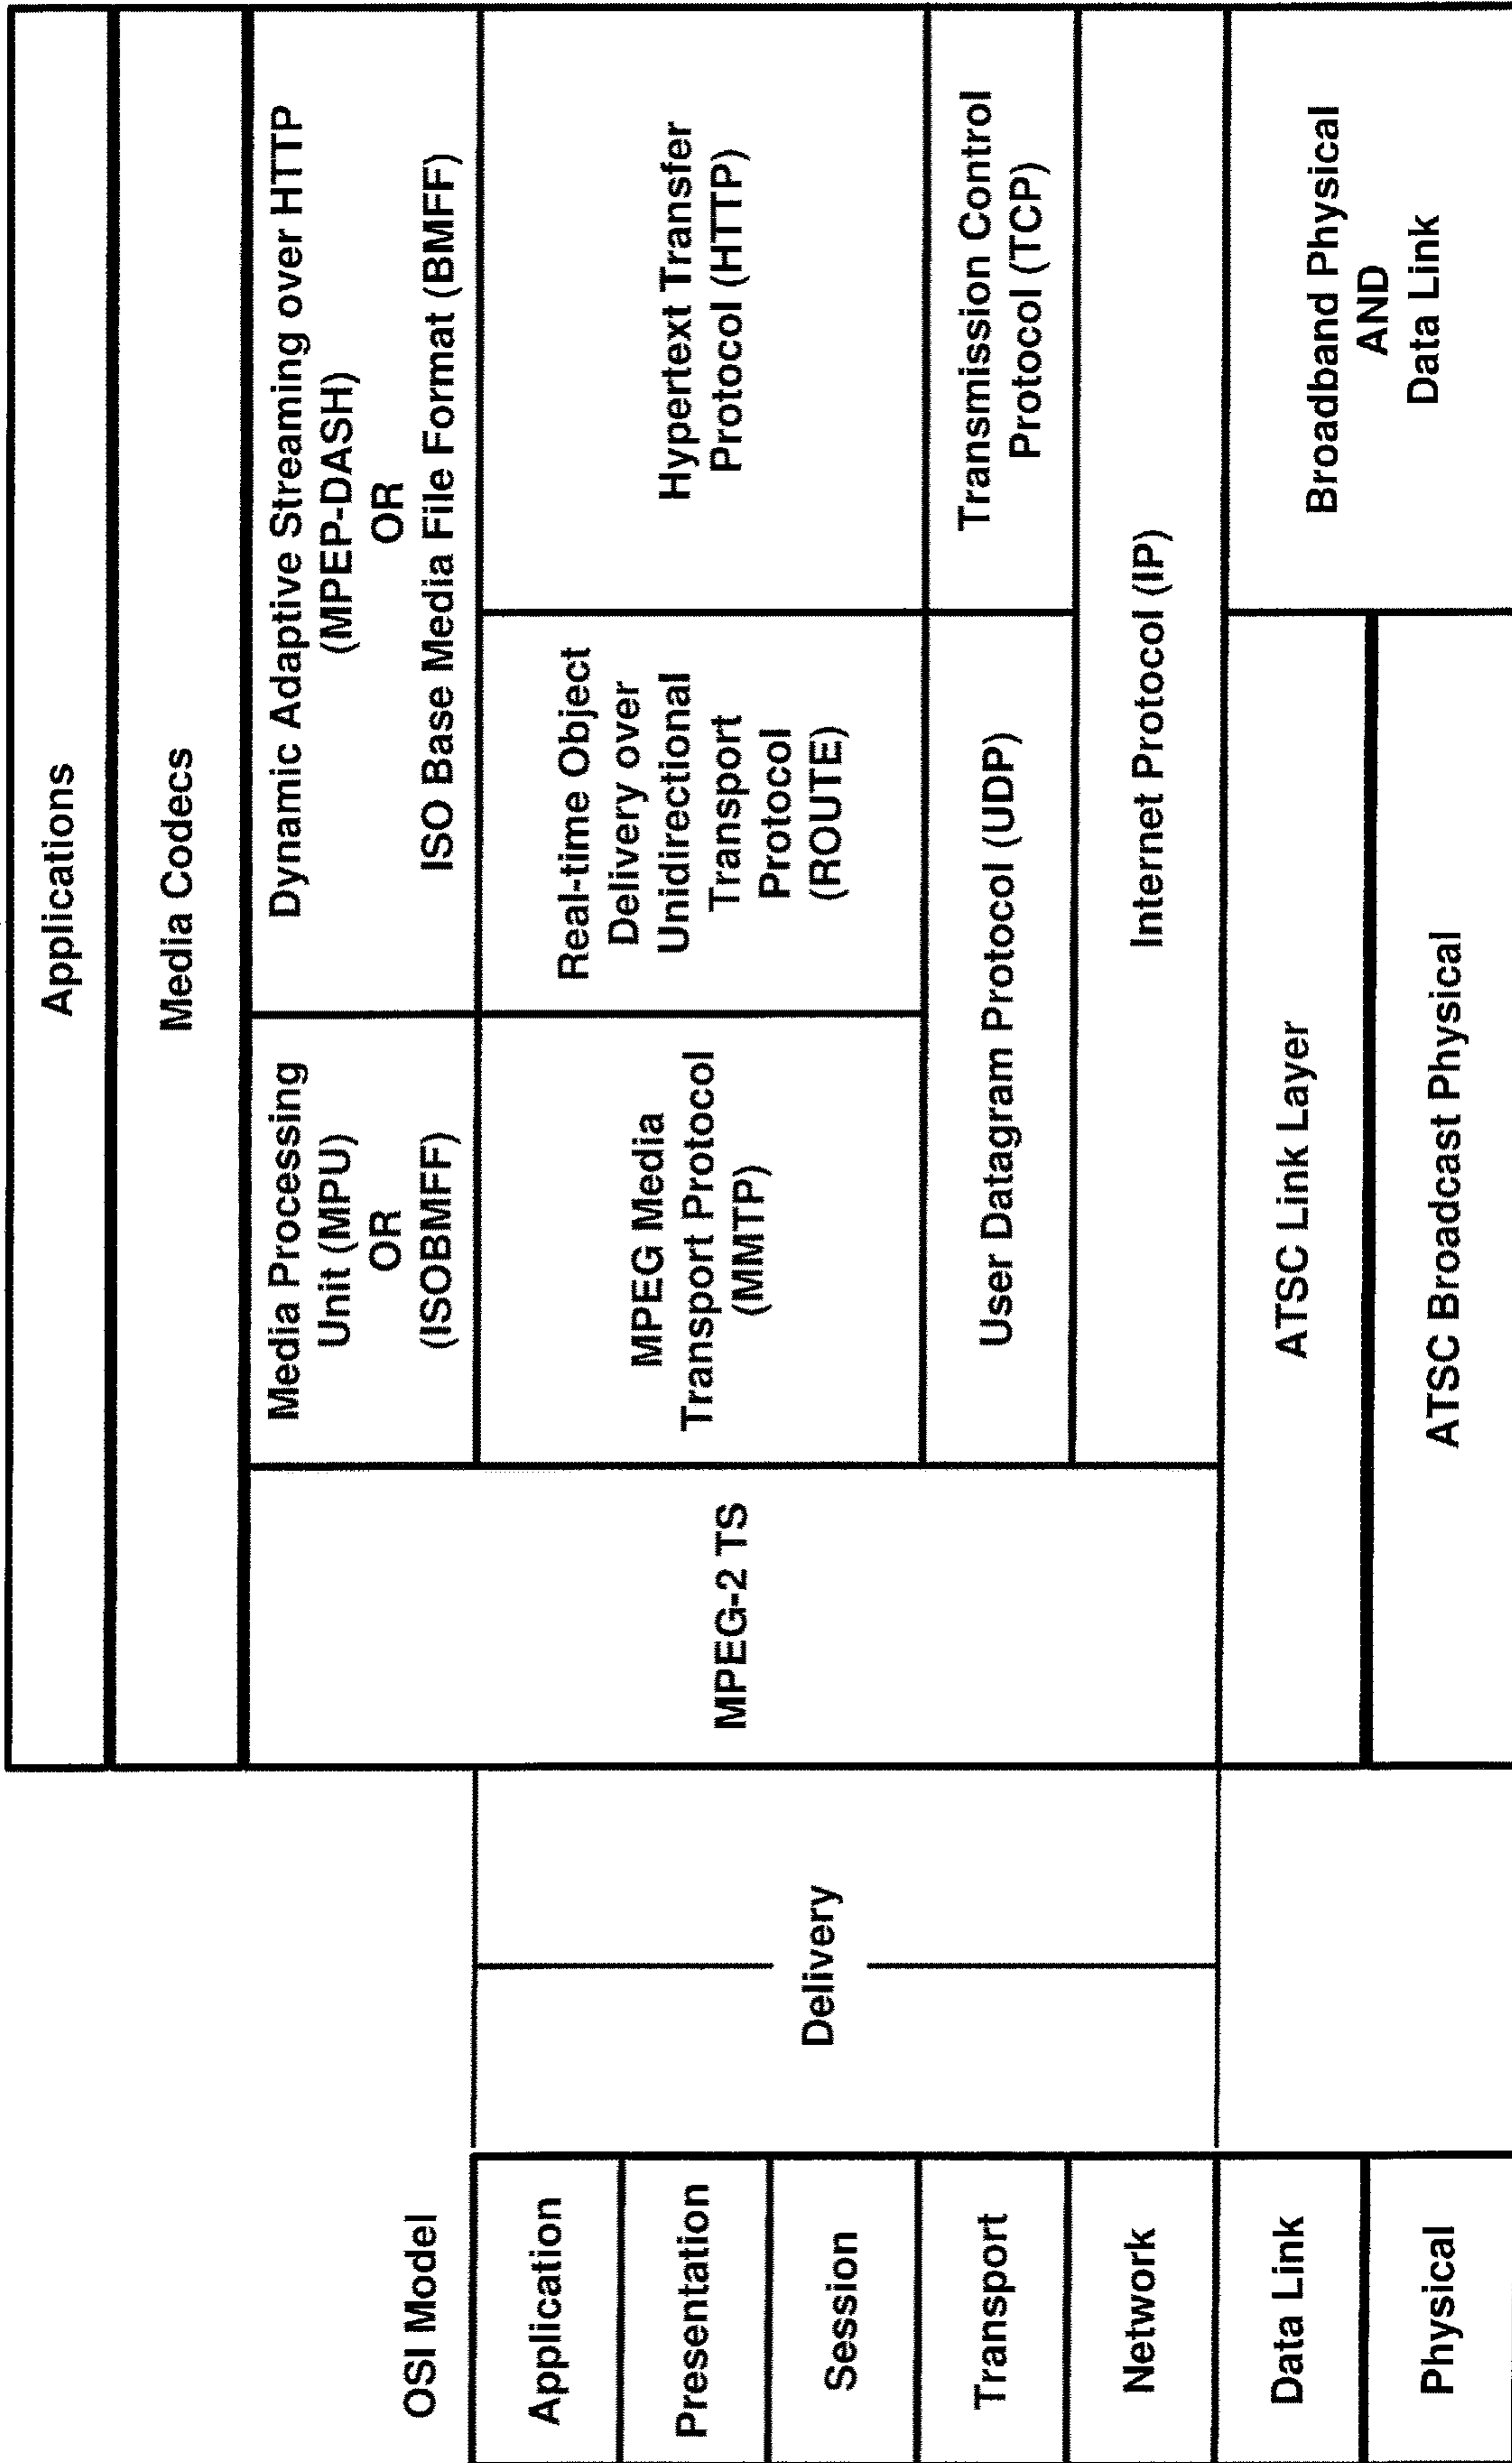 Applications
Media Codecs
OSI Model
MPEG-2 TS
Media Processing
Unit (MPU)
OR
(ISOBMFF)
Dynamic Adaptive Streaming over HTTP
(MPEP-DASH)
OR
ISO Base Media File Format (BMFF)
Application
Presentation
Session
Delivery
MPEG Media
Transport Protocol
(MMTP)
Real-time Object
Delivery over
Unidirectional
Transport
Protocol
(ROUTE)
Hypertext Transfer
Protocol (HTTP)
Transport
User Datagram Protocol (UDP)
Transmission Control
Protocol (TCP)
Network
Internet Protocol (IP)
Data Link
ATSC Link Layer
Broadband Physical
AND
Data Link
Physical
ATSC Broadcast Physical